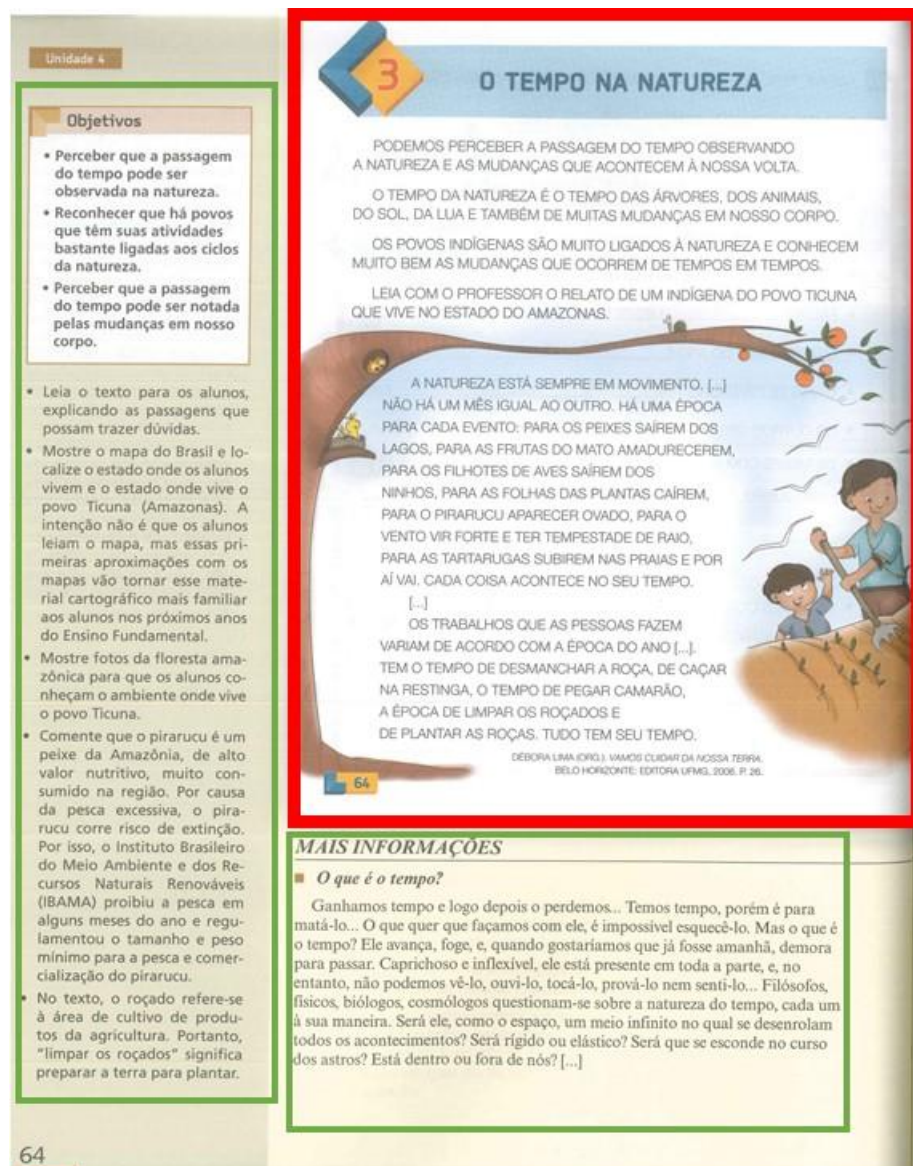 Unidade 4
Objetivos
• Perceber que a passagem
do tempo pode ser
observada na natureza.
• Reconhecer que há povos
que têm suas atividades
bastante ligadas aos ciclos
da natureza.
• Perceber que a passagem
do tempo pode ser notada
pelas mudanças em nosso
corpo.
• Leia o texto para os alunos,
explicando as passagens que
possam trazer dúvidas.
• Mostre o mapa do Brasil e lo-
calize o estado onde os alunos
vivem e o estado onde vive o
povo Ticuna (Amazonas). A
intenção não é que os alunos
leiam o mapa, mas essas pri-
meiras aproximações com os
mapas vão tornar esse mate-
rial cartográfico mais familiar
aos alunos nos próximos anos
do Ensino Fundamental.
• Mostre fotos da floresta ama-
zônica para que os alunos co-
nheçam o ambiente onde vive
o povo Ticuna.
• Comente que o pirarucu é um
peixe da Amazônia, de alto
valor nutritivo, muito con-
sumido na região. Por causa
da pesca excessiva, o pira-
rucu corre risco de extinção.
Por isso, o Instituto Brasileiro
do Meio Ambiente e dos Re-
cursos Naturais Renováveis
(IBAMA) proibiu a pesca em
alguns meses do ano e regu-
lamentou o tamanho e peso
mínimo para a pesca e comer-
cialização do pirarucu.
• No texto, o roçado refere-se
à área de cultivo de produ-
tos da agricultura. Portanto,
"limpar os roçados" significa
preparar a terra para plantar.
64
3
O TEMPO NA NATUREZA
PODEMOS PERCEBER A PASSAGEM DO TEMPO OBSERVANDO
A NATUREZA E AS MUDANÇAS QUE ACONTECEM À NOSSA VOLTA.
O TEMPO DA NATUREZA É O TEMPO DAS ÁRVORES, DOS ANIMAIS,
DO SOL, DA LUA E TAMBÉM DE MUITAS MUDANÇAS EM NOSSO CORPO.
OS POVOS INDÍGENAS SÃO MUITO LIGADOS À NATUREZA E CONHECEM
MUITO BEM AS MUDANÇAS QUE OCORREM DE TEMPOS EM TEMPOS.
LEIA COM O PROFESSOR O RELATO DE UM INDÍGENA DO POVO TICUNA
QUE VIVE NO ESTADO DO AMAZONAS.
A NATUREZA ESTÁ SEMPRE EM MOVIMENTO. [...]
NÃO HÁ UM MÊS IGUAL AO OUTRO. HÁ UMA ÉPOCA
PARA CADA EVENTO: PARA OS PEIXES SAÍREM DOS
LAGOS, PARA AS FRUTAS DO MATO AMADURECEREM,
PARA OS FILHOTES DE AVES SAÍREM DOS
NINHOS, PARA AS FOLHAS DAS PLANTAS CAÍREM,
PARA O PIRARUCU APARECER OVADO, PARA O
VENTO VIR FORTE E TER TEMPESTADE DE RAIO,
PARA AS TARTARUGAS SUBIREM NAS PRAIAS E POR
AÍ VAI. CADA COISA ACONTECE NO SEU TEMPO.
[...]
OS TRABALHOS QUE AS PESSOAS FAZEM
VARIAM DE ACORDO COM A ÉPOCA DO ANO [...].
TEM O TEMPO DE DESMANCHAR A ROÇA, DE CAÇAR
NA RESTINGA, O TEMPO DE PEGAR CAMARÃO,
A ÉPOCA DE LIMPAR OS ROÇADOS E
DE PLANTAR AS ROÇAS. TUDO TEM SEU TEMPO.
DÉBORA LIMA (ORG.). VAMOS CUIDAR DA NOSSA TERRA.
BELO HORIZONTE: EDITORA UFMG, 2006. P. 26.
64
MAIS INFORMAÇÕES
■ O que é o tempo?
Ganhamos tempo e logo depois o perdemos... Temos tempo, porém é para
matá-lo... O que quer que façamos com ele, é impossível esquecê-lo. Mas o que é
o tempo? Ele avança, foge, e, quando gostaríamos que já fosse amanhã, demora
para passar. Caprichoso e inflexível, ele está presente em toda a parte, e, no
entanto, não podemos vê-lo, ouvi-lo, tocá-lo, prová-lo nem senti-lo... Filósofos,
físicos, biólogos, cosmólogos questionam-se sobre a natureza do tempo, cada um
à sua maneira. Será ele, como o espaço, um meio infinito no qual se desenrolam
todos os acontecimentos? Será rígido ou elástico? Será que se esconde no curso
dos astros? Está dentro ou fora de nós? [...]